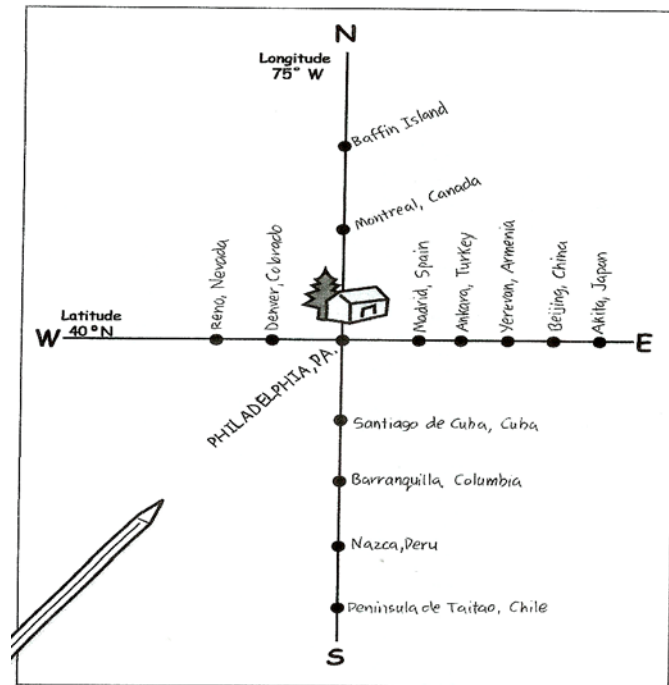 N
Longitude
75° W
Baffin Island
Montreal, Canada
Reno, Nevada
Denver, Colorado
Madrid, Spain
Ankara, Turkey
Yerevan, Armenia
Beijing, China
Akita, Japan
Latitude
40°N
W
E
PHILADELPHIA, PA.
Santiago de Cuba, Cuba
Barranquilla, Columbia
Nazca, Peru
Peninsula de Taitao, Chile
S